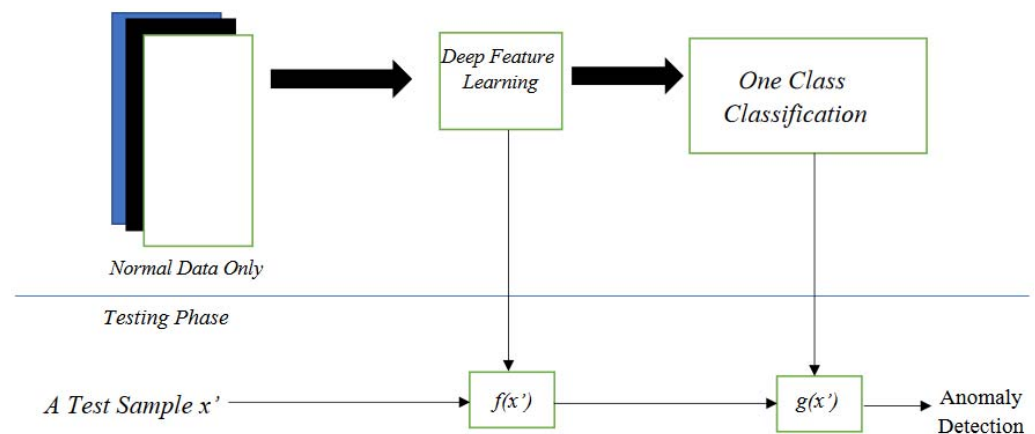 Deep Feature
Learning
One Class
Classification
Normal Data Only
Testing Phase
A Test Sample x’
f(x’)
g(x’)
Anomaly
Detection